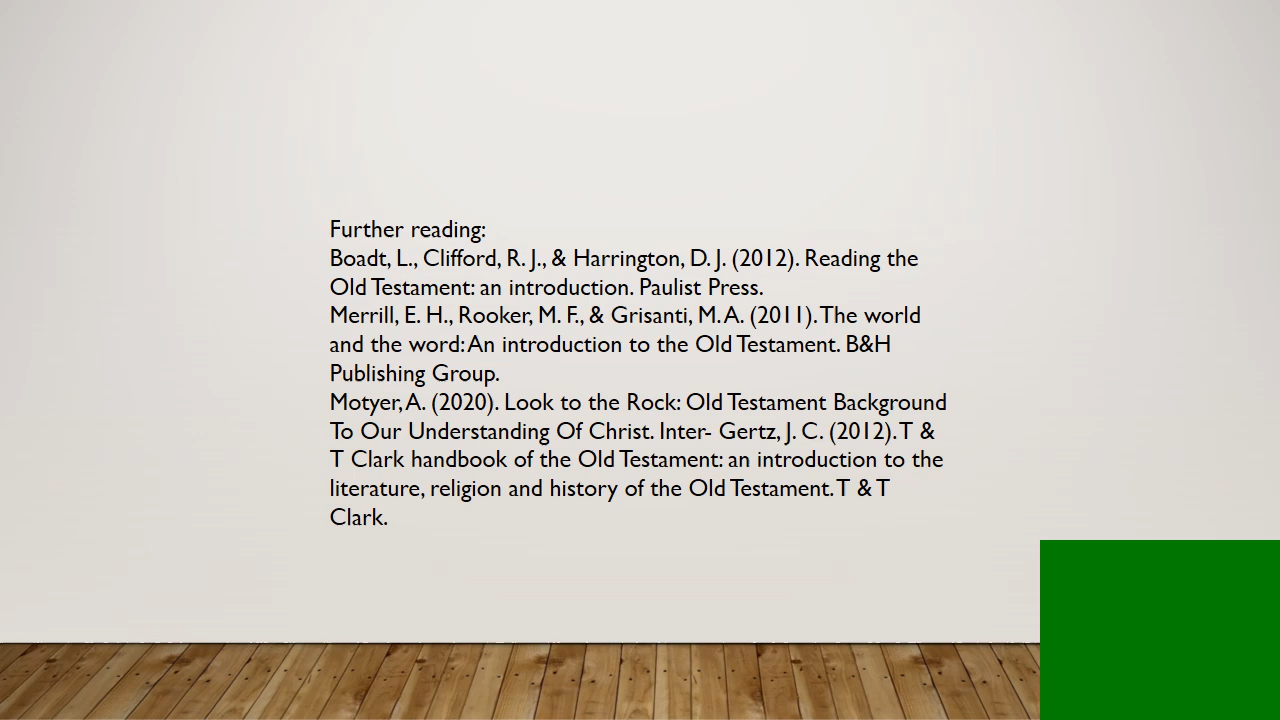 Further reading:
Boadt, L., Clifford, R. J., & Harrington, D. J. (2012). Reading the
Old Testament: an introduction. Paulist Press.
Merrill, E. H., Rooker, M. F., & Grisanti, M. A. (2011). The world
and the word: An introduction to the Old Testament. B&H
Publishing Group.
Motyer, A. (2020). Look to the Rock: Old Testament Background
To Our Understanding Of Christ. Inter- Gertz, J. C. (2012). T &
T Clark handbook of the Old Testament: an introduction to the
literature, religion and history of the Old Testament. T & T
Clark.